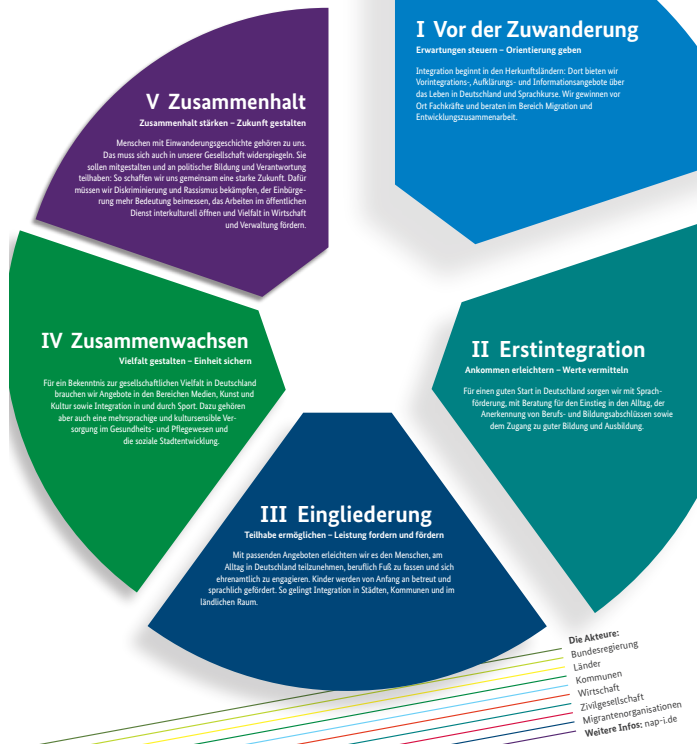 I Vor der Zuwanderung
Erwartungen steuern – Orientierung geben
Integration beginnt in den Herkunftsländern: Dort bieten wir
Vorintegrations-, Aufklärungs- und Informationsangebote über
das Leben in Deutschland und Sprachkurse. Wir gewinnen vor
Ort Fachkräfte und beraten im Bereich Migration und
Entwicklungszusammenarbeit.
II Erstintegration
Ankommen erleichtern – Werte vermitteln
Für einen guten Start in Deutschland sorgen wir mit Sprach-
förderung, mit Beratung für den Einstieg in den Alltag, der
Anerkennung von Berufs- und Bildungsabschlüssen sowie
dem Zugang zu guter Bildung und Ausbildung.
III Eingliederung
Teilhabe ermöglichen – Leistung fordern und fördern
Mit passenden Angeboten erleichtern wir es den Menschen, am
Alltag in Deutschland teilzunehmen, beruflich Fuß zu fassen und sich
ehrenamtlich zu engagieren. Kinder werden von Anfang an betreut und
sprachlich gefördert. So gelingt Integration in Städten, Kommunen und im
ländlichen Raum.
IV Zusammenwachsen
Vielfalt gestalten – Einheit sichern
Für ein Bekenntnis zur gesellschaftlichen Vielfalt in Deutschland
brauchen wir Angebote in den Bereichen Medien, Kunst und
Kultur sowie Integration in und durch Sport. Dazu gehören
aber auch eine mehrsprachige und kultursensible Ver-
sorgung im Gesundheits- und Pflegewesen und
die soziale Stadtentwicklung.
V Zusammenhalt
Zusammenhalt stärken – Zukunft gestalten
Menschen mit Einwanderungsgeschichte gehören zu uns.
Das muss sich auch in unserer Gesellschaft widerspiegeln. Sie
sollen mitgestalten und an politischer Bildung und Verantwortung
teilhaben: So schaffen wir uns gemeinsam eine starke Zukunft. Dafür
müssen wir Diskriminierung und Rassismus bekämpfen, der Einbürge-
rung mehr Bedeutung beimessen, das Arbeiten im öffentlichen
Dienst interkulturell öffnen und Vielfalt in Wirtschaft
und Verwaltung fördern.
Die Akteure:
Bundesregierung
Länder
Kommunen
Wirtschaft
Zivilgesellschaft
Migrantenorganisationen
Weitere Infos: nap-i.de